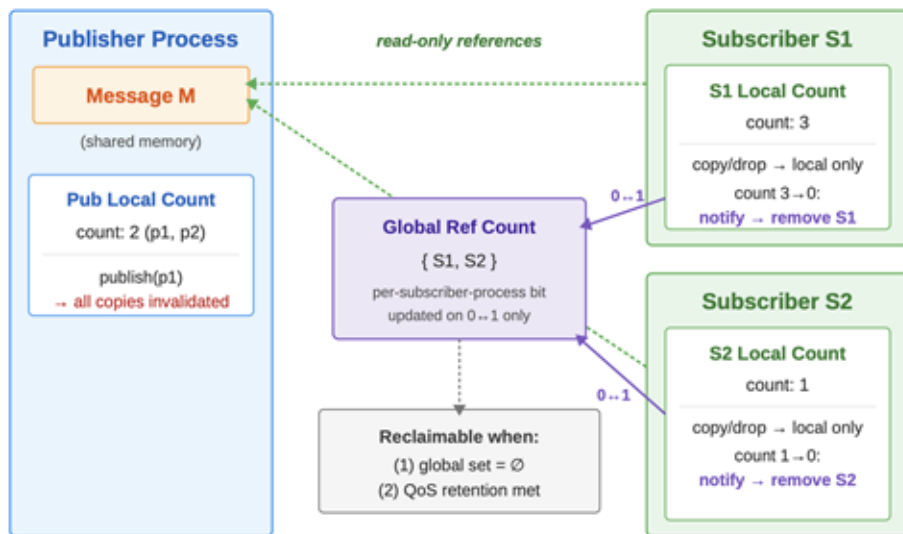 Publisher Process
Message M
(shared memory)
Pub Local Count
count: 2 (p1, p2)
publish(p1)
→ all copies invalidated
read-only references
Global Ref Count
{ S1, S2 }
per-subscriber-process bit
updated on 0↔1 only
Reclaimable when:
(1) global set = ∅
(2) QoS retention met
0↔1
0↔1
Subscriber S1
S1 Local Count
count: 3
copy/drop → local only
count 3→0:
notify → remove S1
Subscriber S2
S2 Local Count
count: 1
copy/drop → local only
count 1→0:
notify → remove S2